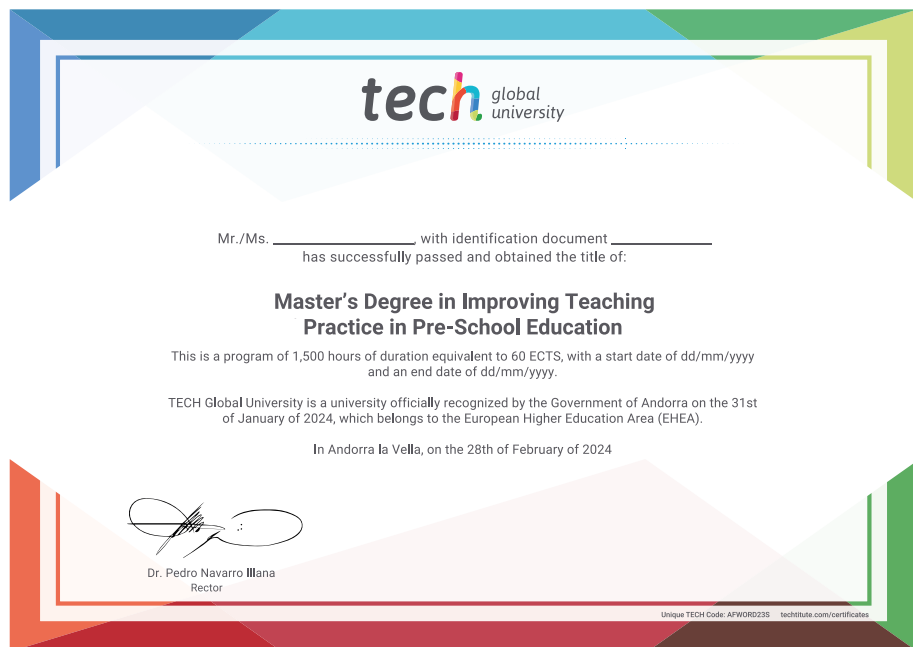 tech global
university
Mr./Ms. ________________, with identification document ____________
has successfully passed and obtained the title of:
Master's Degree in Improving Teaching
Practice in Pre-School Education
This is a program of 1,500 hours of duration equivalent to 60 ECTS, with a start date of dd/mm/yyyy
and an end date of dd/mm/yyyy.
TECH Global University is a university officially recognized by the Government of Andorra on the 31st
of January of 2024, which belongs to the European Higher Education Area (EHEA).
In Andorra la Vella, on the 28th of February of 2024
Dr. Pedro Navarro Illana
Rector
Unique TECH Code: AFWORD23S techtitute.com/certificates